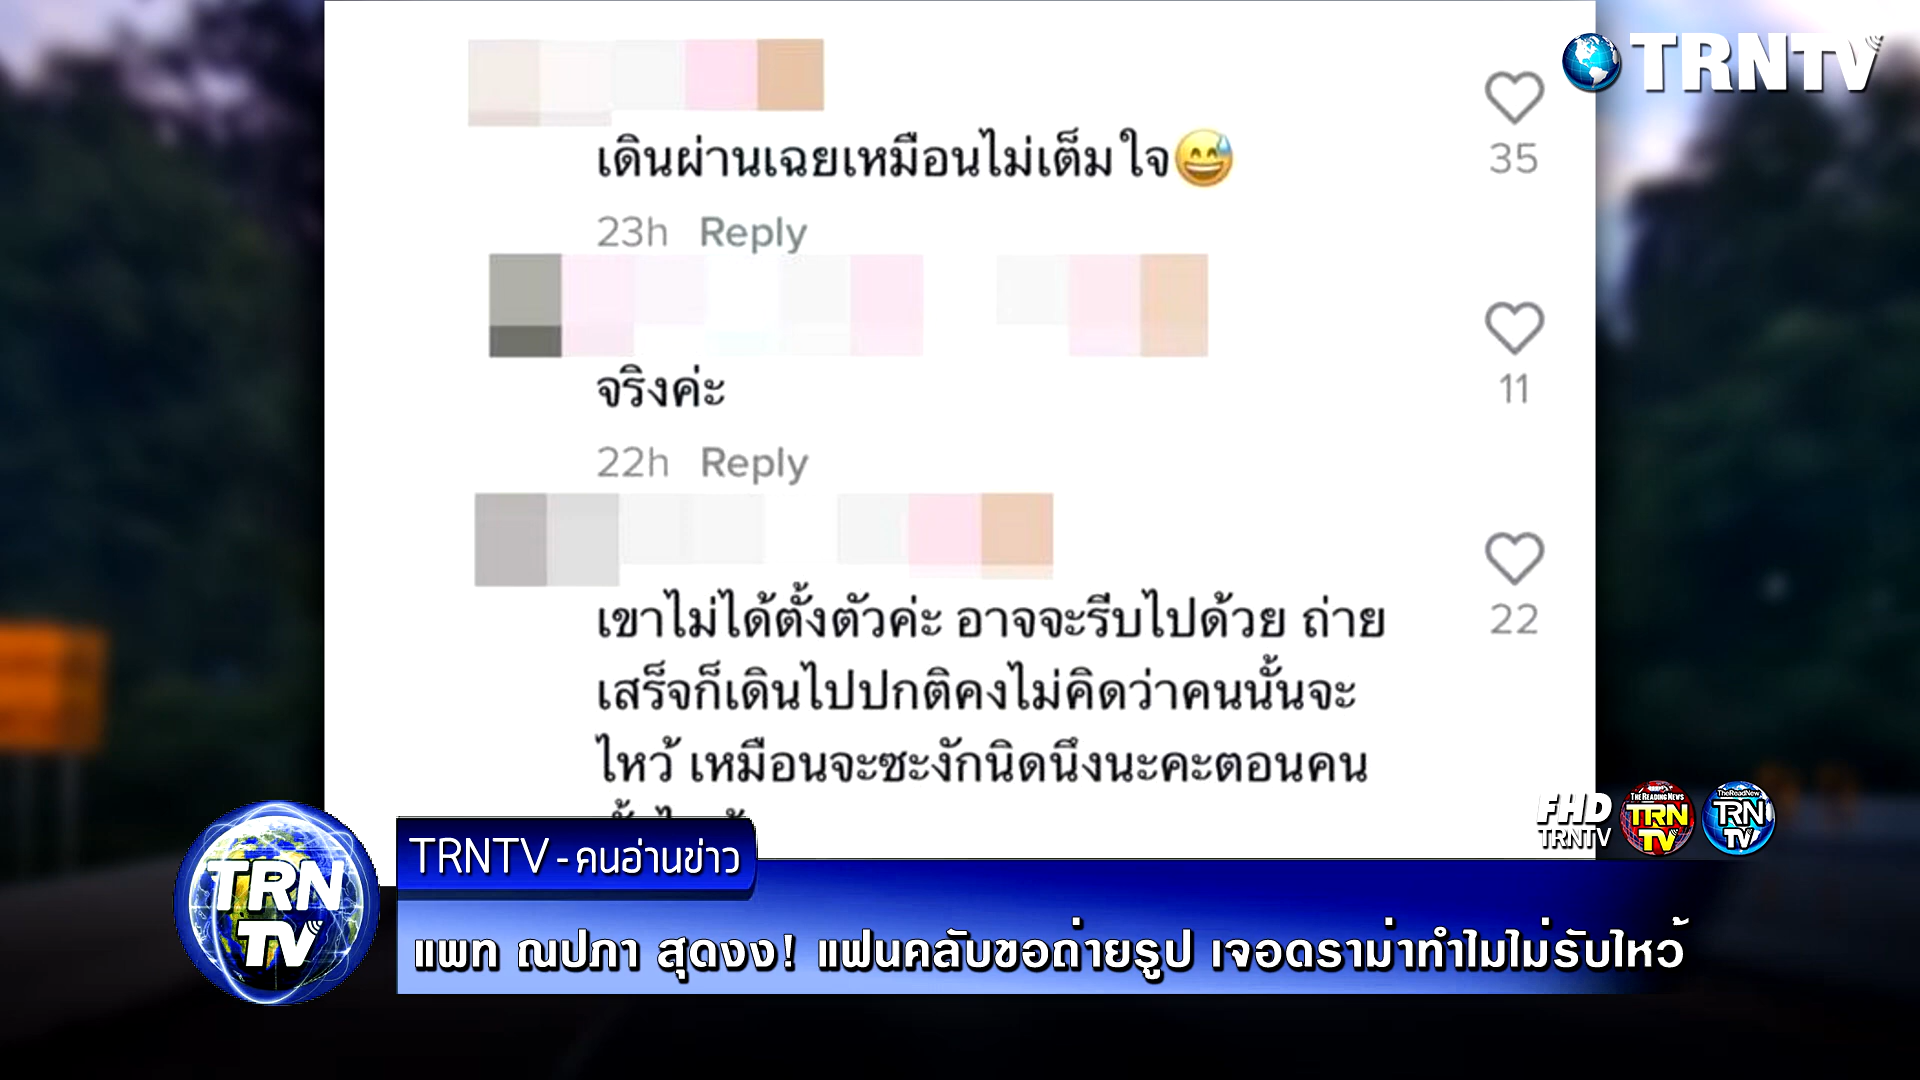 TRNTV
เดินผ่านเฉยเหมือนไม่เต็มใจ😅
35
23h Reply
จริงค่ะ
11
22h Reply
เขาไม่ได้ตั้งตัวค่ะ อาจจะรีบไปด้วย ถ่าย
เสร็จก็เดินไปปกติคงไม่คิดว่าคนนั้นจะ
ไหว้ เหมือนจะชะงักนิดนึงนะคะตอนคน
22
FHD
TRNTV
THE READING NEWS
TRN
TV
TheReadNew
TRN
TV
TRN
TV
TRNTV - คนอ่านข่าว
แพท ณปภา สุดงง! แฟนคลับขอถ่ายรูป เจอดราม่าทำไมไม่รับไหว้